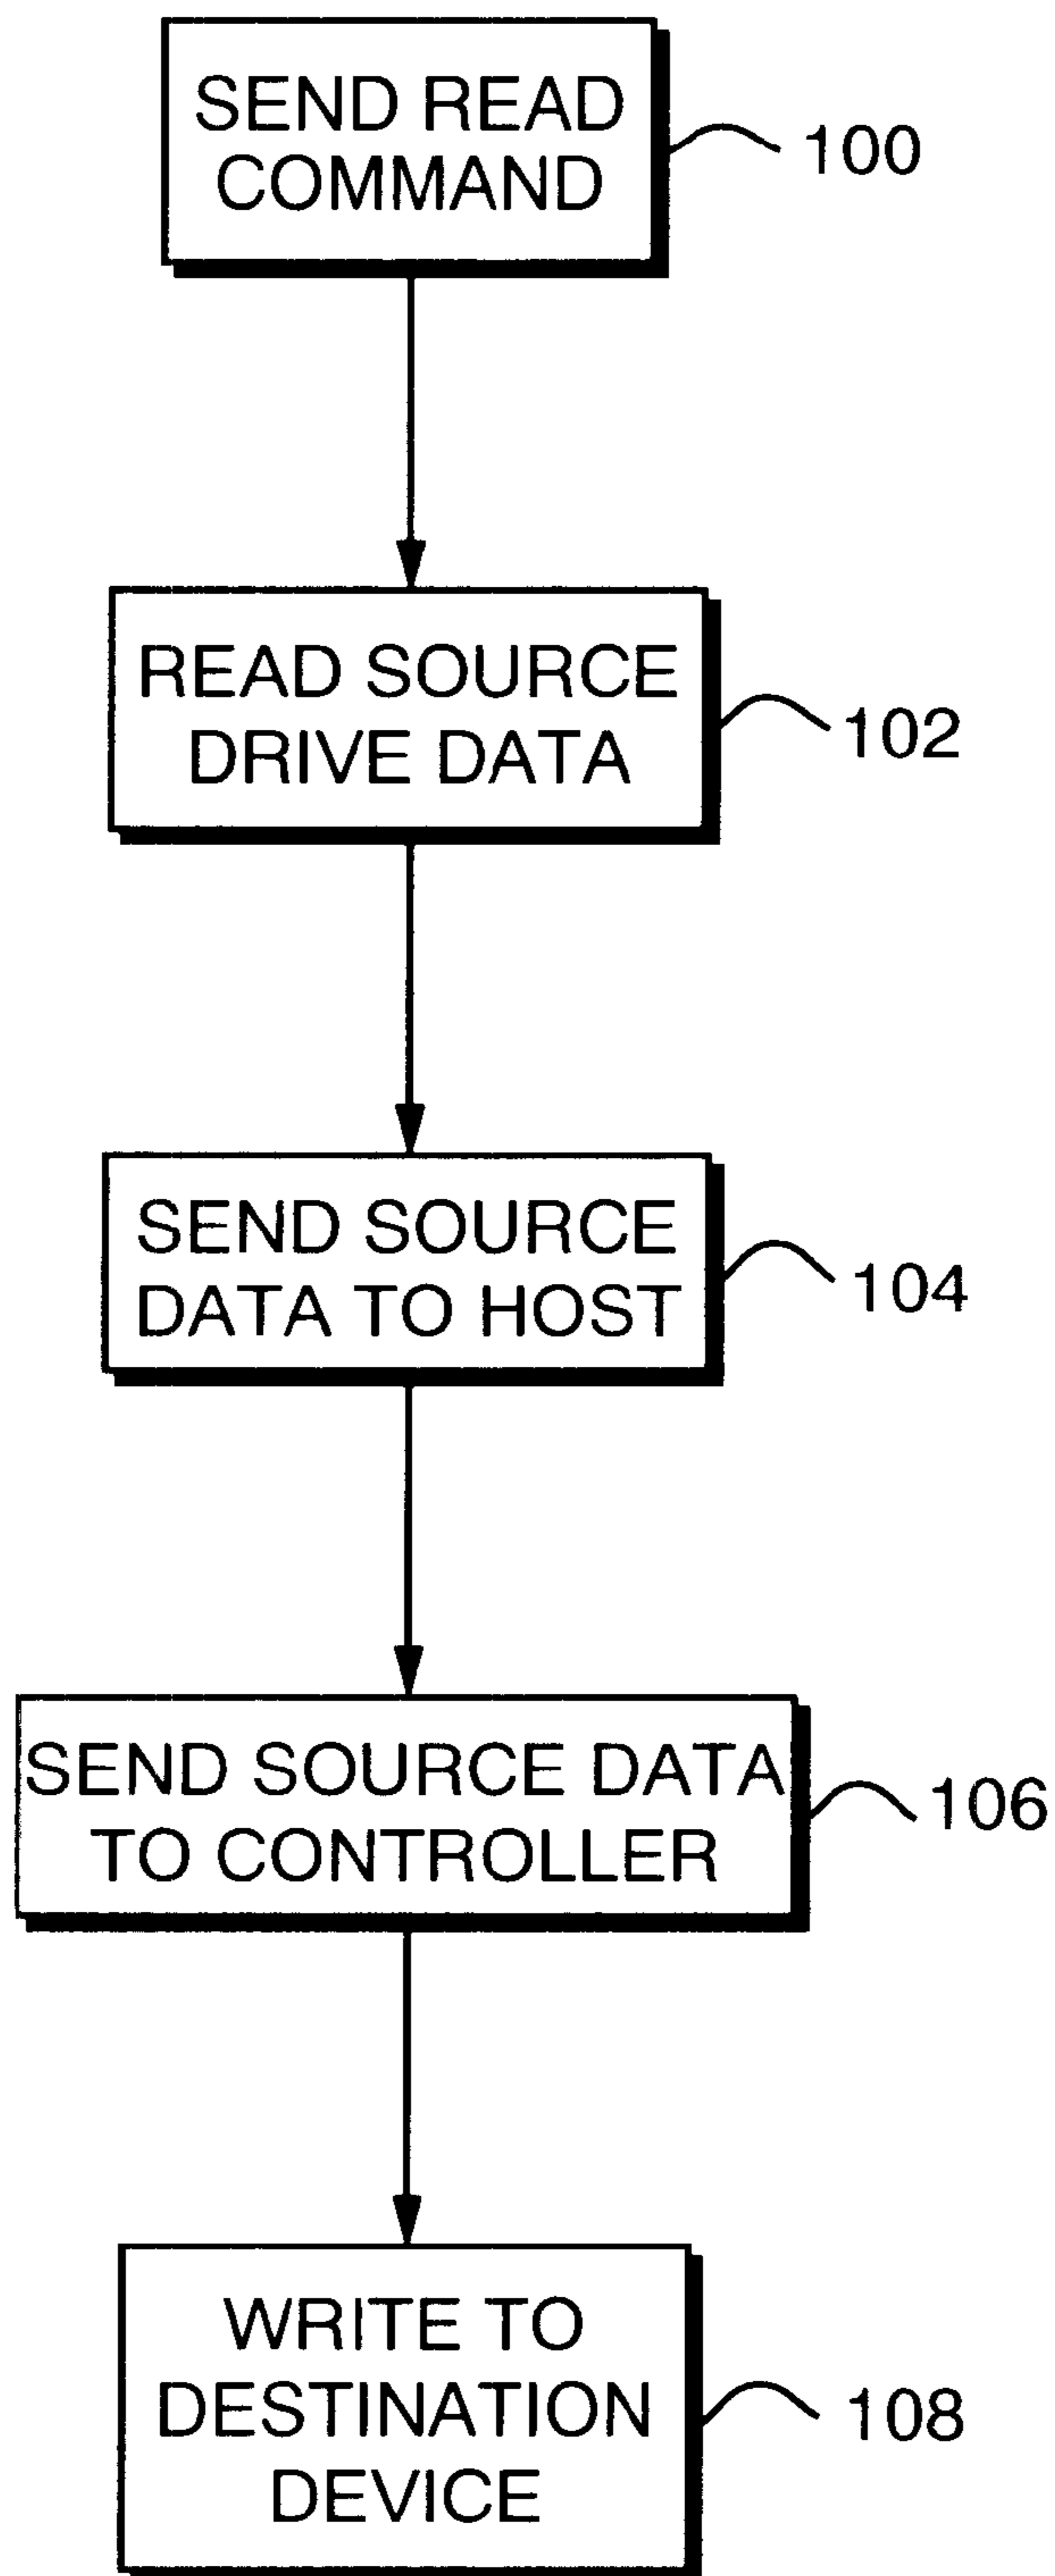 SEND READ
COMMAND
100
READ SOURCE
DRIVE DATA
102
SEND SOURCE
DATA TO HOST
104
SEND SOURCE DATA
TO CONTROLLER
106
WRITE TO
DESTINATION
DEVICE
108